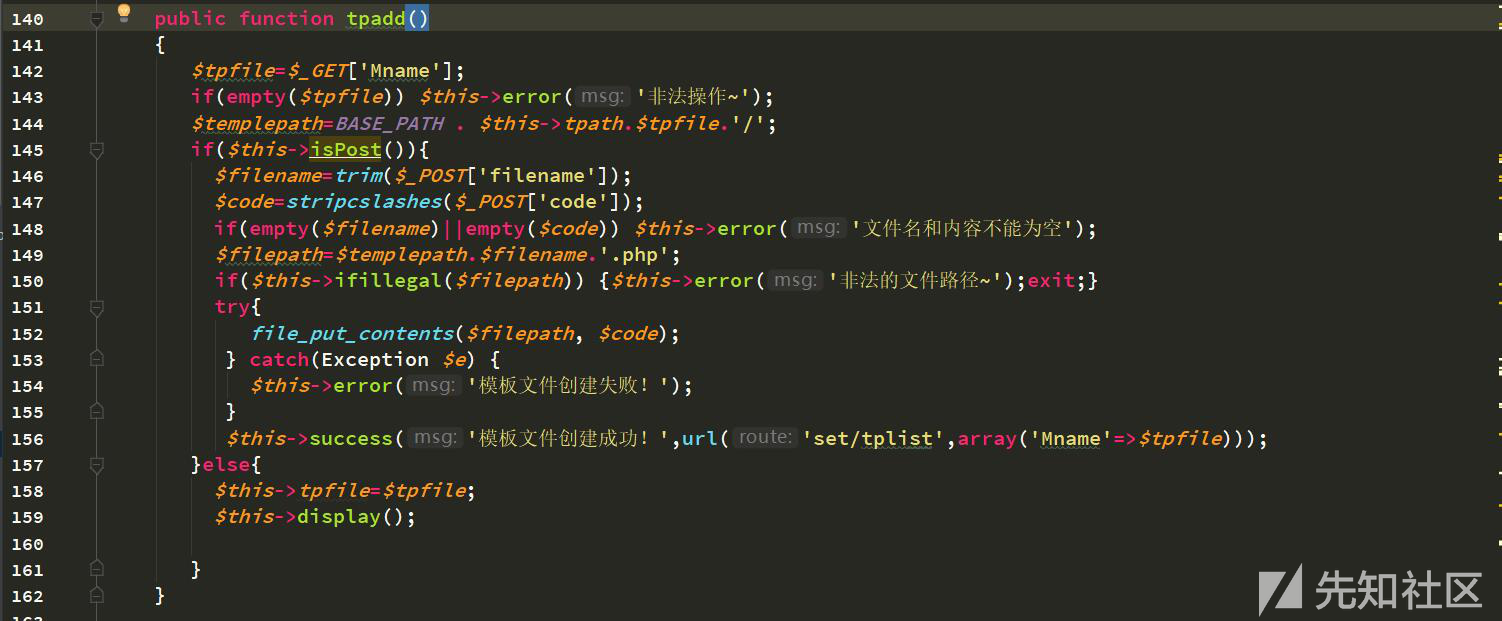 140 public function tpadd()
141 {
142 $tpfile=$_GET['Mname'];
143 if(empty($tpfile)) $this->error( msg: '非法操作~');
144 $templepath=BASE_PATH . $this->tpath.$tpfile.'/';
145 if($this->isPost()){
146 $filename=trim($_POST['filename']);
147 $code=stripcslashes($_POST['code']);
148 if(empty($filename)||empty($code)) $this->error( msg: '文件名和内容不能为空');
149 $filepath=$templepath.$filename.'.php';
150 if($this->ifillegal($filepath)) {$this->error( msg: '非法的文件路径~');exit;}
151 try{
152 file_put_contents($filepath, $code);
153 } catch(Exception $e) {
154 $this->error( msg: '模板文件创建失败！');
155 }
156 $this->success( msg: '模板文件创建成功！',url( route: 'set/tplist',array('Mname'=>$tpfile)));
157 }else{
158 $this->tpfile=$tpfile;
159 $this->display();
160
161 }
162 }
先知社区